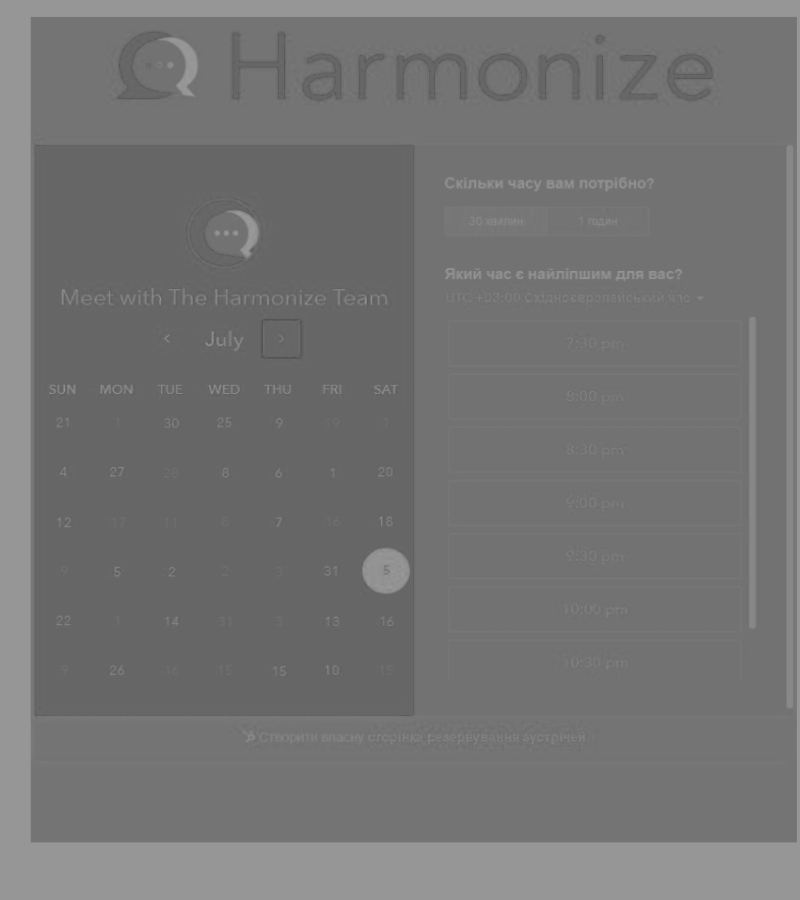 Harmonize
Meet with The Harmonize Team
July
SUN MON TUE WED THU FRI SAT
21 1 30 25 9 19 1
4 27 28 8 6 1 20
12 17 11 8 7 16 18
9 5 2 2 3 31 5
22 1 14 31 3 13 16
9 26 16 15 15 10 15
Скільки часу вам потрібно?
30 хвилин 1 годин
Який час є найліпшим для вас?
UTC +03:00 Східноєвропейський час
7:30 pm
8:00 pm
8:30 pm
9:00 pm
9:30 pm
10:00 pm
10:30 pm
Створити власну сторінка резервування зустрічей